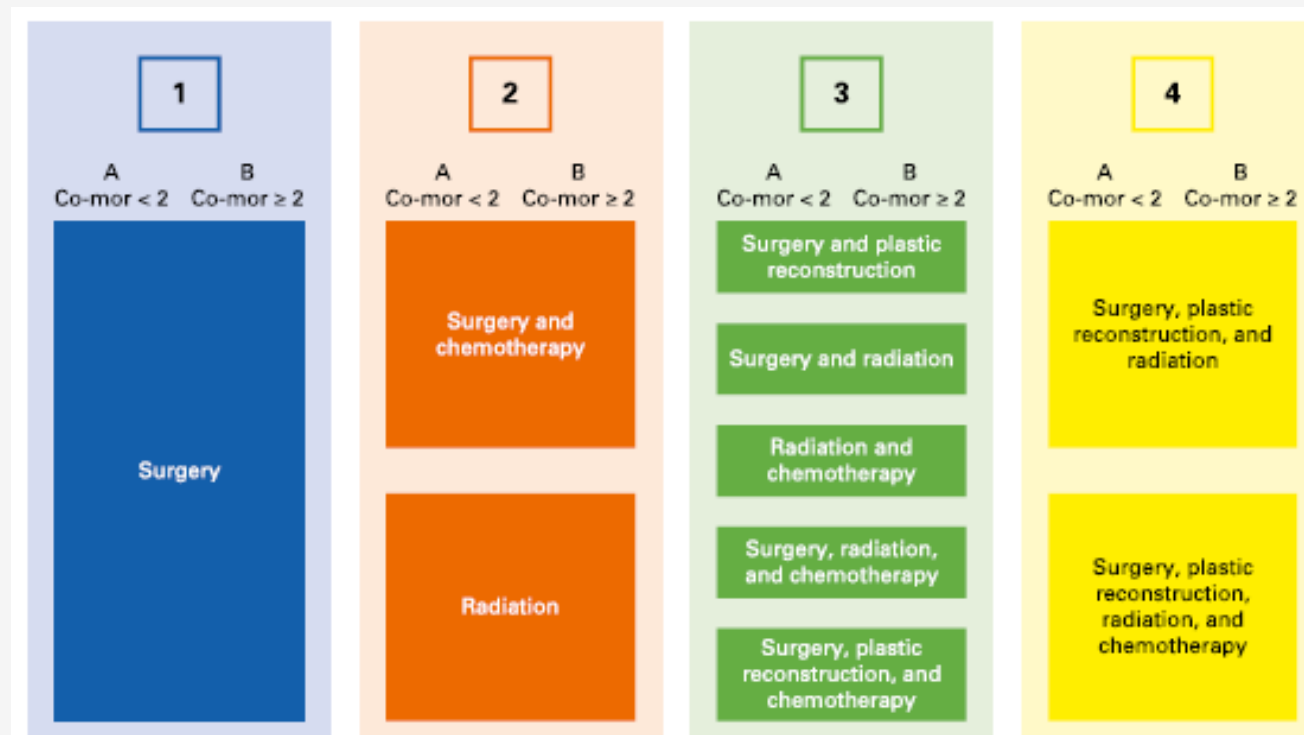 1
2
3
4
A
B
A
B
A
B
A
B
Co-mor < 2
Co-mor ≥ 2
Co-mor < 2
Co-mor ≥ 2
Co-mor < 2
Co-mor ≥ 2
Co-mor < 2
Co-mor ≥ 2
Surgery
Surgery and
chemotherapy
Radiation
Surgery and plastic
reconstruction
Surgery and radiation
Radiation and
chemotherapy
Surgery, radiation,
and chemotherapy
Surgery, plastic
reconstruction, and
chemotherapy
Surgery, plastic
reconstruction, and
radiation
Surgery, plastic
reconstruction,
radiation, and
chemotherapy